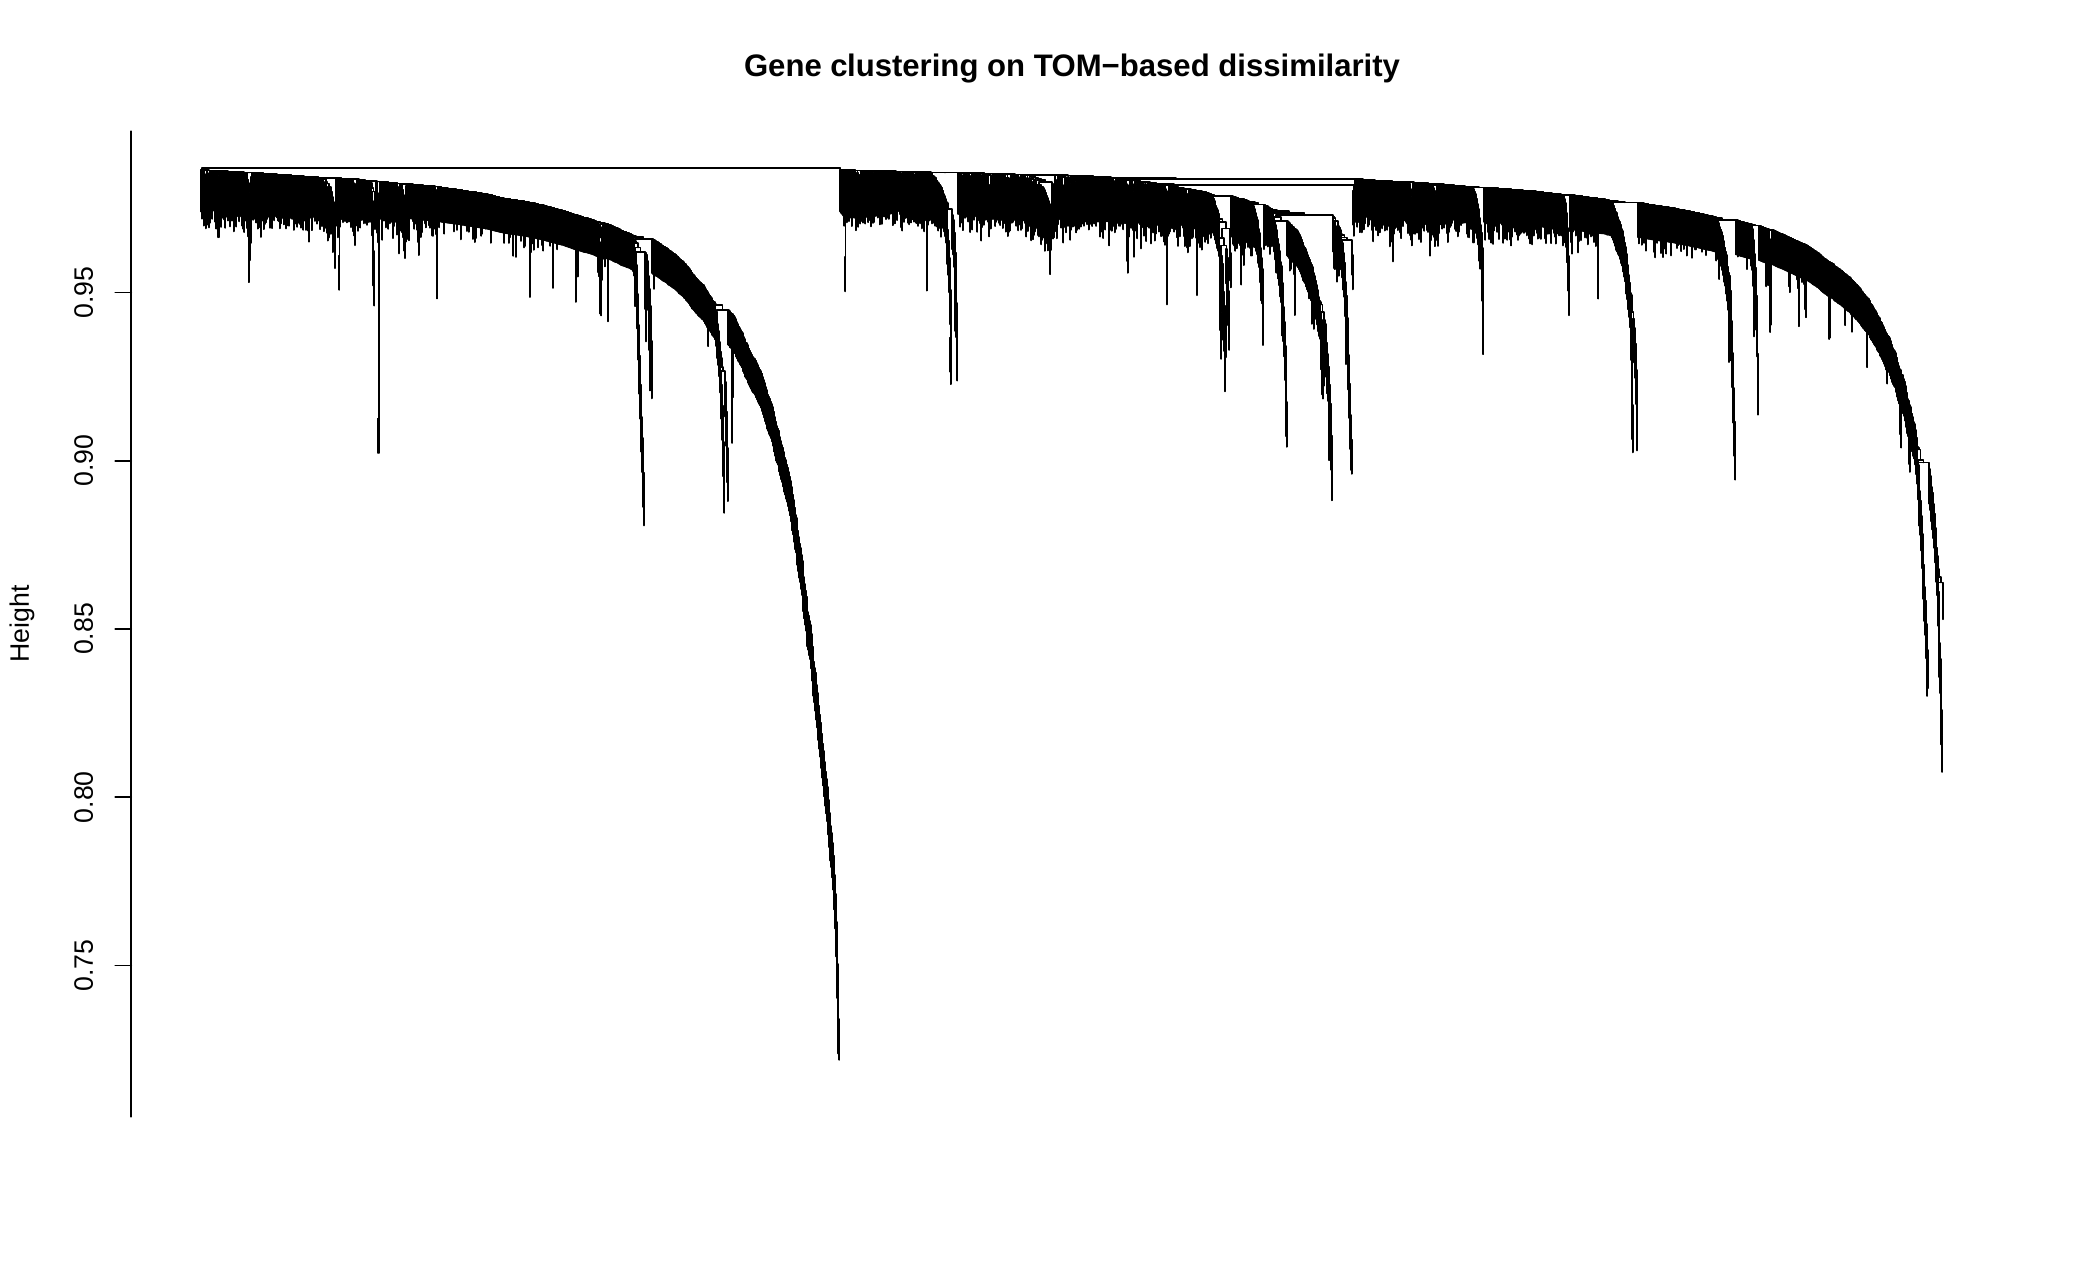 Gene clustering on TOM−based dissimilarity
Height
0.95
0.90
0.85
0.80
0.75